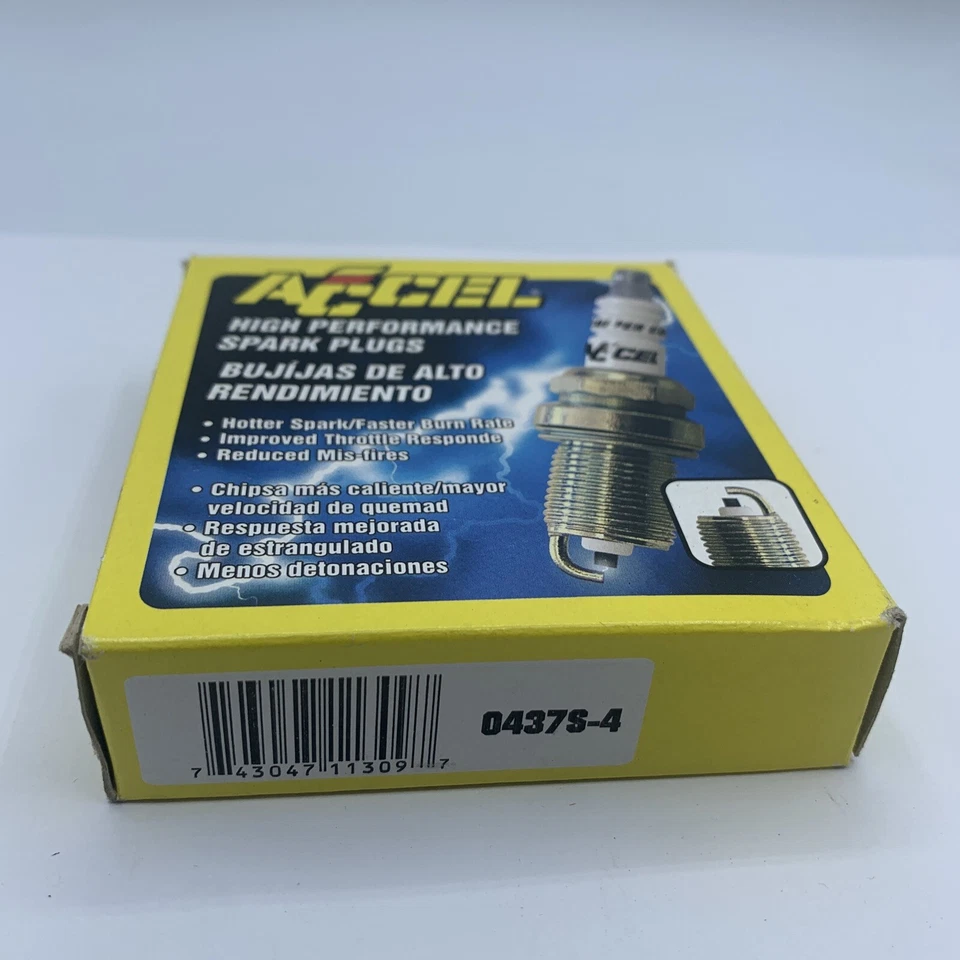 ACCEL
HIGH PERFORMANCE
SPARK PLUGS
BUJÍJAS DE ALTO
RENDIMIENTO
• Hotter Spark/Faster Burn Rate
• Improved Throttle Responde
• Reduced Mis-fires
• Chipsa más caliente/mayor
velocidad de quemad
• Respuesta mejorada
de estrangulado
• Menos detonaciones
ACCEL
0437S-4
7 43047 11309 7